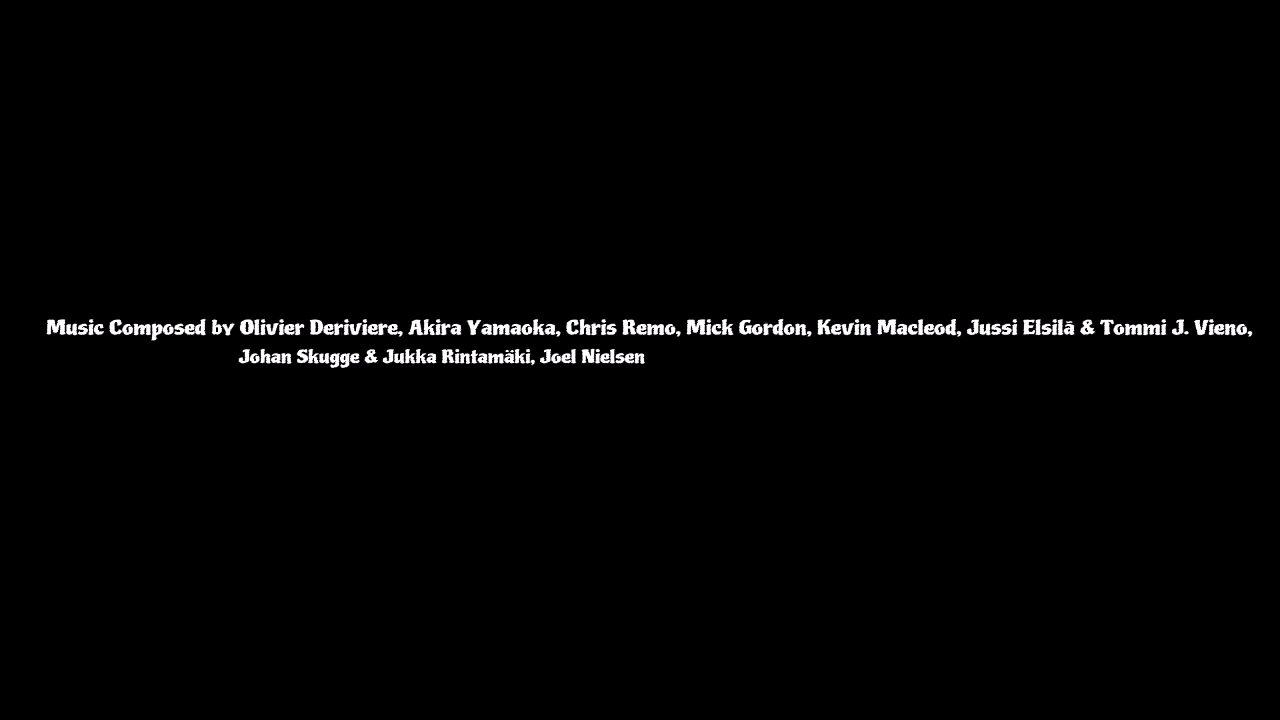 Music Composed by Olivier Deriviere, Akira Yamaoka, Chris Remo, Mick Gordon, Kevin Macleod, Jussi Elsilä & Tommi J. Vieno,
Johan Skugge & Jukka Rintamäki, Joel Nielsen